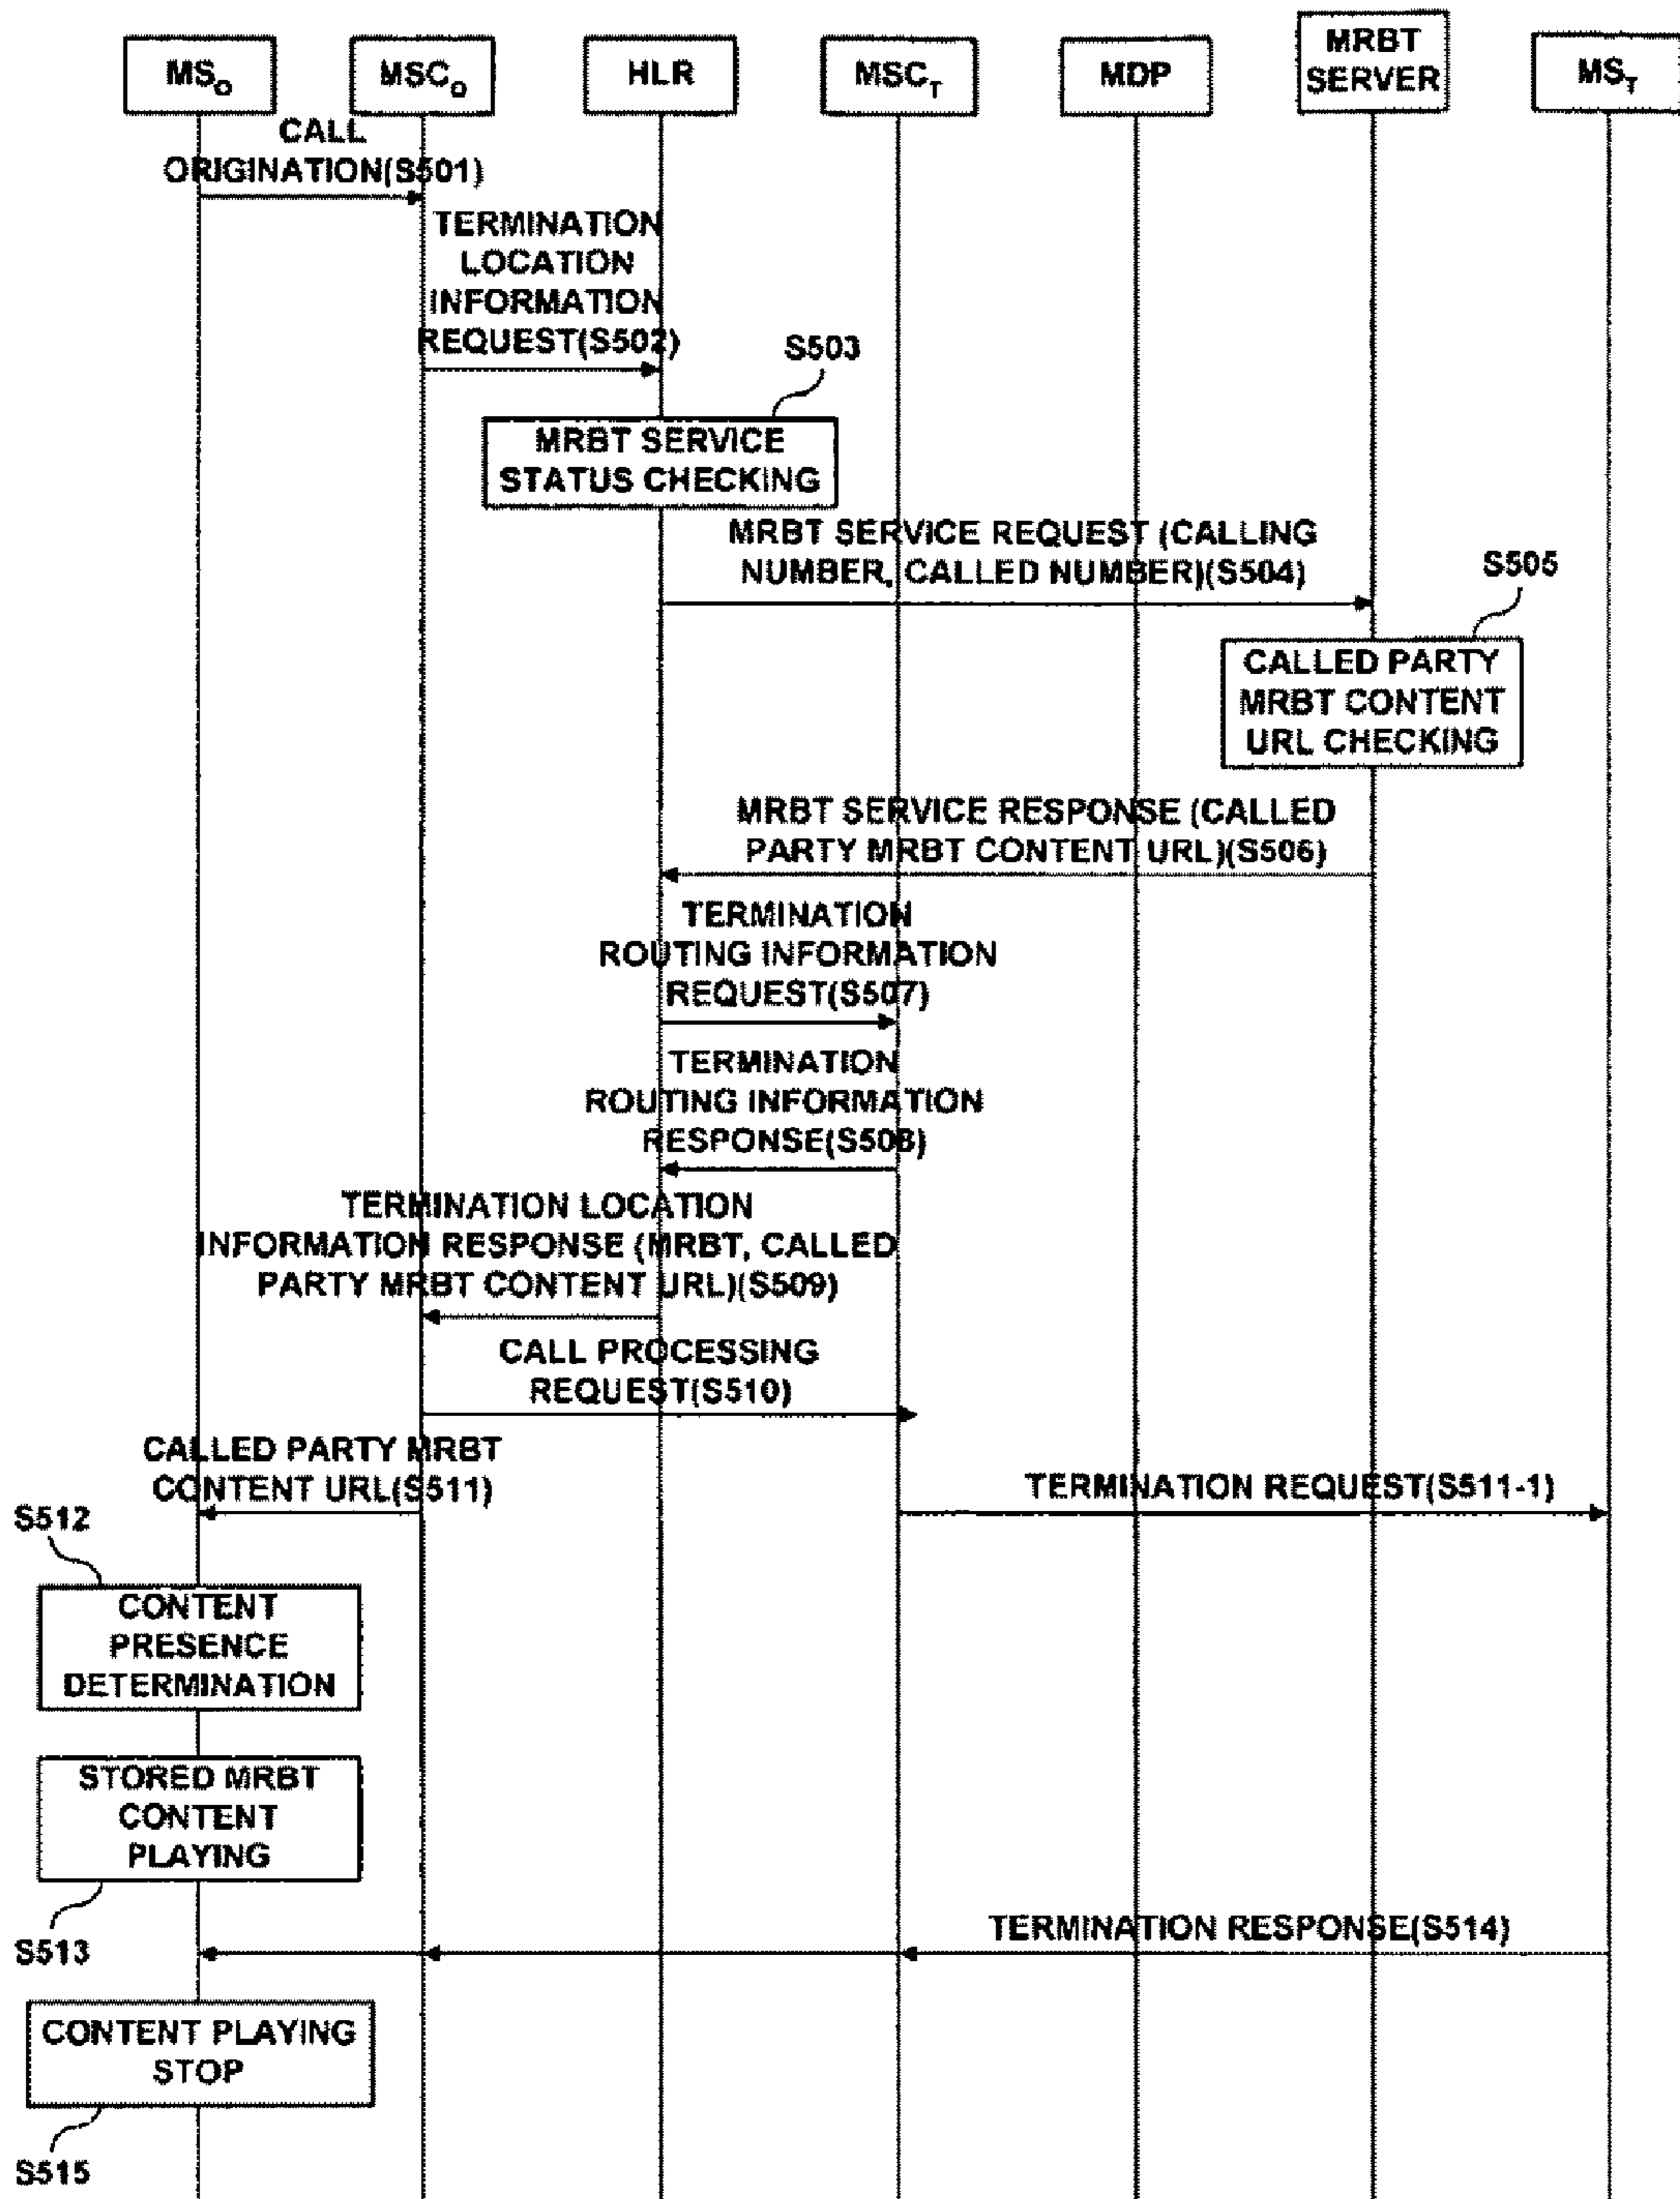 MSO
MSCO
HLR
MSCT
MDP
MRBT
SERVER
MST
CALL
ORIGINATION(S501)
TERMINATION
LOCATION
INFORMATION
REQUEST(S502)
S503
MRBT SERVICE
STATUS CHECKING
MRBT SERVICE REQUEST (CALLING
NUMBER, CALLED NUMBER)(S504)
S505
CALLED PARTY
MRBT CONTENT
URL CHECKING
MRBT SERVICE RESPONSE (CALLED
PARTY MRBT CONTENT URL)(S506)
TERMINATION
ROUTING INFORMATION
REQUEST(S507)
TERMINATION
ROUTING INFORMATION
RESPONSE(S508)
TERMINATION LOCATION
INFORMATION RESPONSE (MRBT, CALLED
PARTY MRBT CONTENT URL)(S509)
CALL PROCESSING
REQUEST(S510)
CALLED PARTY MRBT
CONTENT URL(S511)
TERMINATION REQUEST(S511-1)
S512
CONTENT
PRESENCE
DETERMINATION
STORED MRBT
CONTENT
PLAYING
S513
TERMINATION RESPONSE(S514)
CONTENT PLAYING
STOP
S515